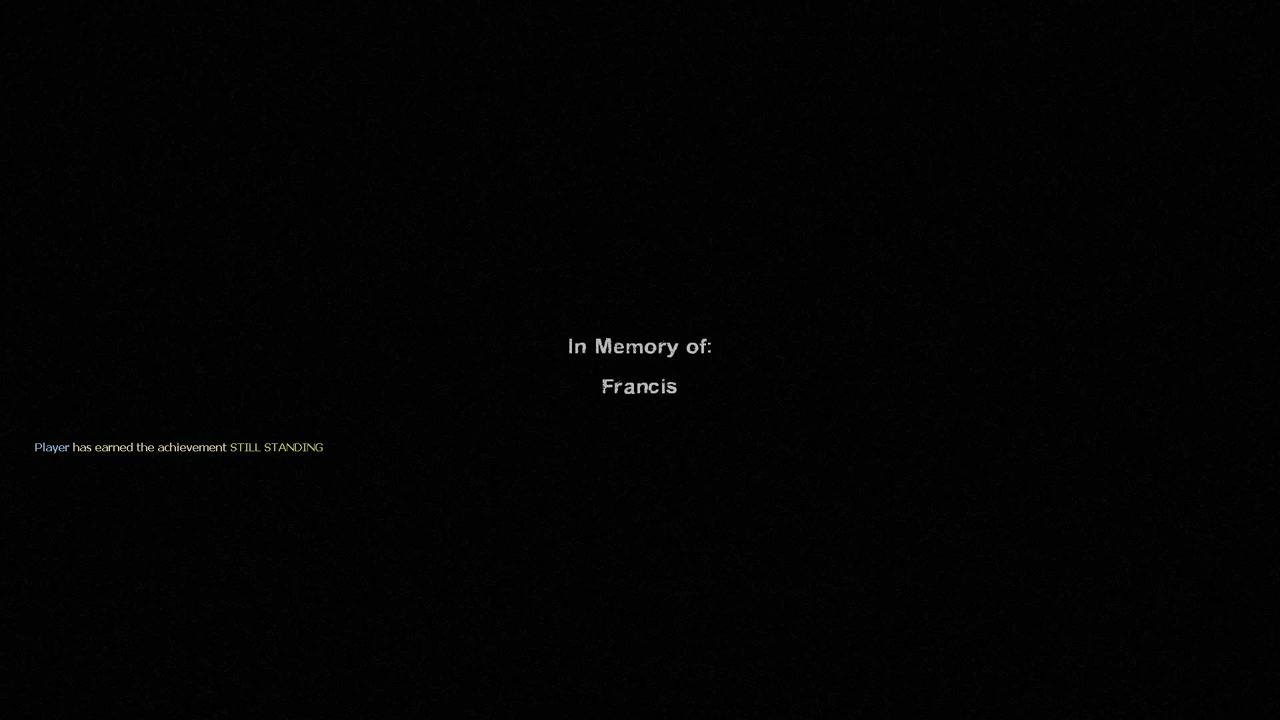 In Memory of:
Francis
Player has earned the achievement STILL STANDING